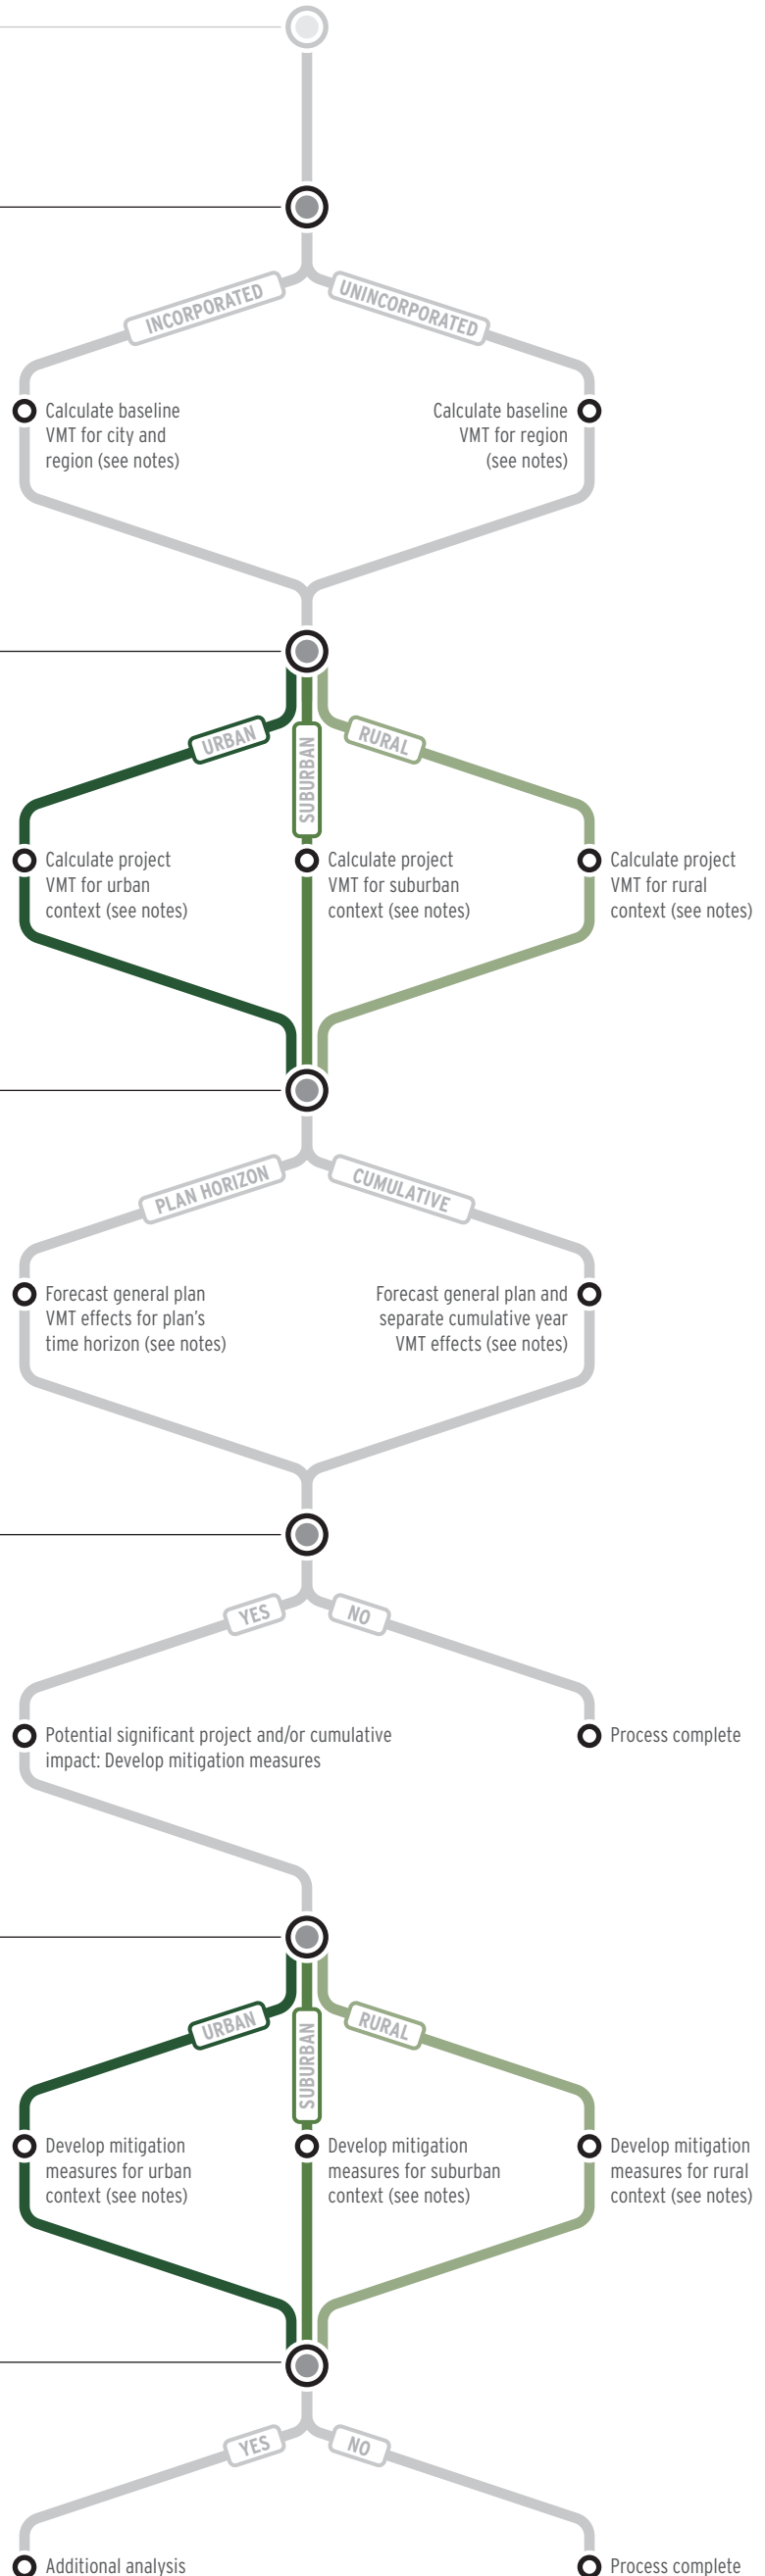 INCORPORATED
UNINCORPORATED
Calculate baseline
VMT for city and
region (see notes)
Calculate baseline
VMT for region
(see notes)
URBAN
SUBURBAN
RURAL
Calculate project
VMT for urban
context (see notes)
Calculate project
VMT for suburban
context (see notes)
Calculate project
VMT for rural
context (see notes)
PLAN HORIZON
CUMULATIVE
Forecast general plan
VMT effects for plan's
time horizon (see notes)
Forecast general plan and
separate cumulative year
VMT effects (see notes)
YES
NO
Potential significant project and/or cumulative
impact: Develop mitigation measures
Process complete
URBAN
SUBURBAN
RURAL
Develop mitigation
measures for urban
context (see notes)
Develop mitigation
measures for suburban
context (see notes)
Develop mitigation
measures for rural
context (see notes)
YES
NO
Additional analysis
Process complete